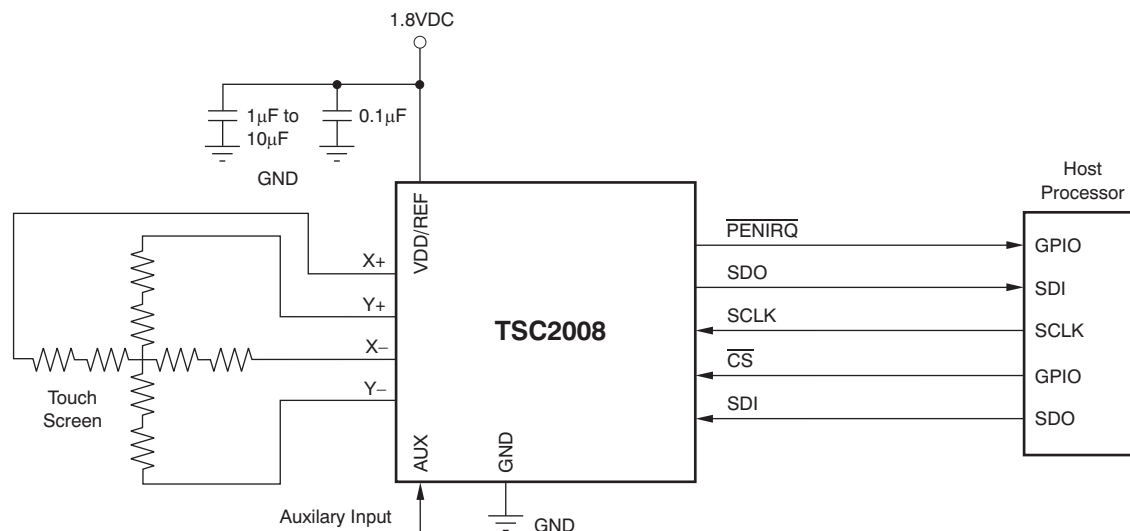 1.8VDC
1μF to
10μF
0.1μF
GND
Host
Processor
VDD/REF
PENIRQ
GPIO
X+
SDO
SDI
Y+
TSC2008
SCLK
SCLK
X−
CS
GPIO
Y−
SDI
SDO
Touch
Screen
AUX
GND
Auxilary Input
GND